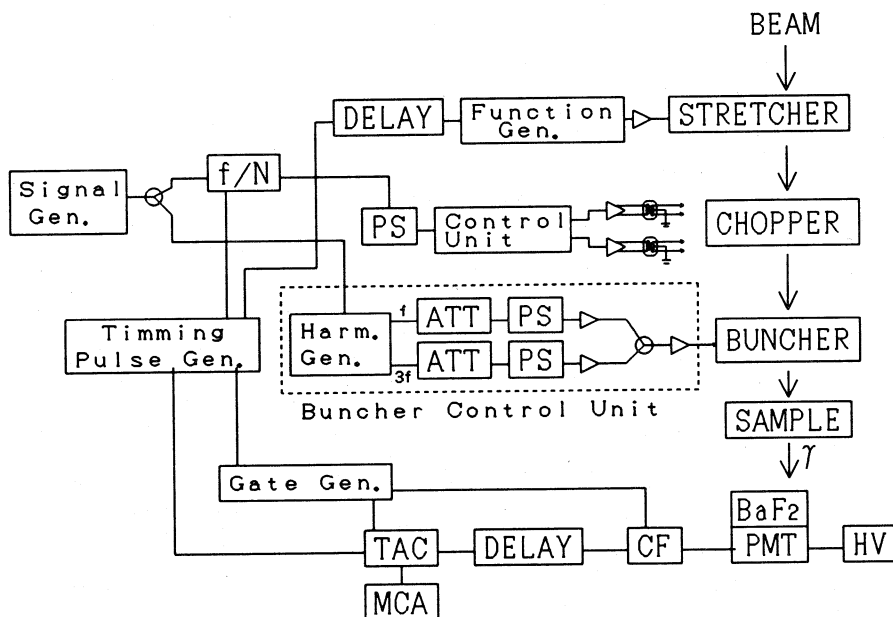 BEAM
DELAY
Function
Gen.
STRETCHER
Signal
Gen.
f/N
PS
Control
Unit
CHOPPER
Timming
Pulse Gen.
Harm.
Gen.
f
ATT
PS
3f
ATT
PS
BUNCHER
Buncher Control Unit
SAMPLE
γ
Gate Gen.
BaF2
TAC
DELAY
CF
PMT
HV
MCA